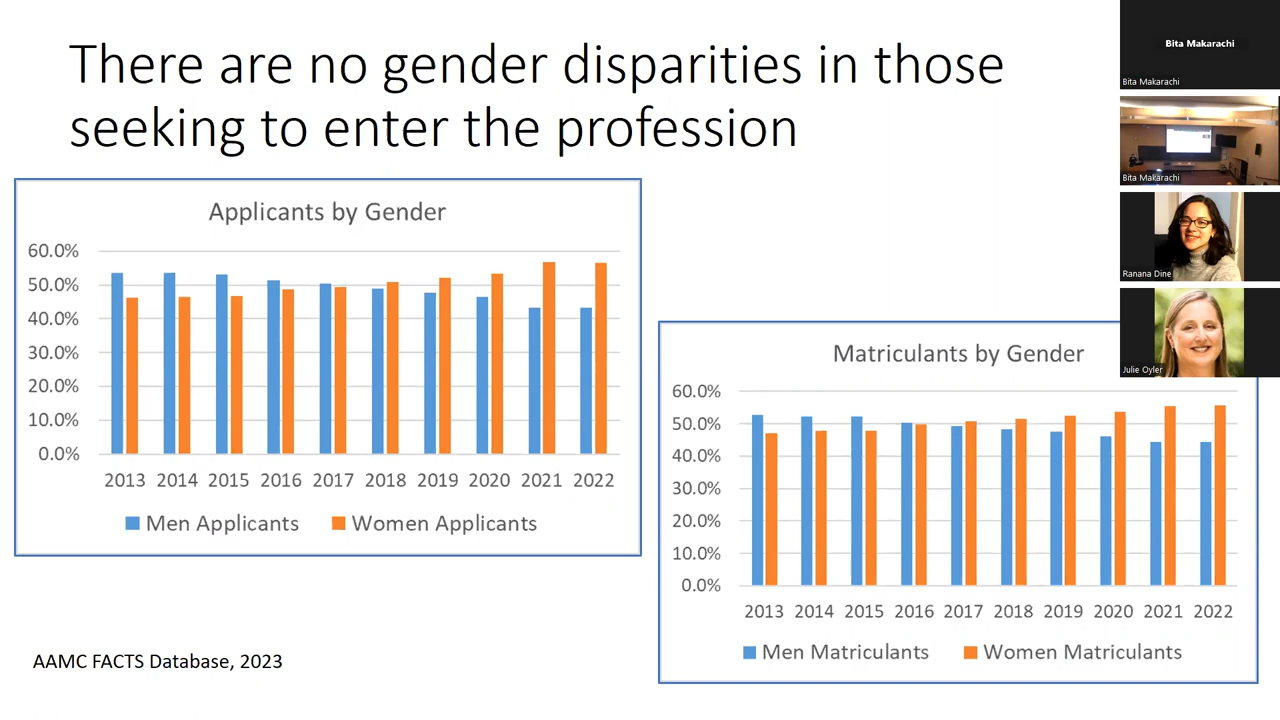 There are no gender disparities in those
seeking to enter the profession
Applicants by Gender
60.0%
50.0%
40.0%
30.0%
20.0%
10.0%
0.0%
2013 2014 2015 2016 2017 2018 2019 2020 2021 2022
Men Applicants Women Applicants
Matriculants by Gender
60.0%
50.0%
40.0%
30.0%
20.0%
10.0%
0.0%
2013 2014 2015 2016 2017 2018 2019 2020 2021 2022
Men Matriculants Women Matriculants
AAMC FACTS Database, 2023
Bita Makarachi
Bita Makarachi
Bita Makarachi
Ranana Dine
Julie Oyler